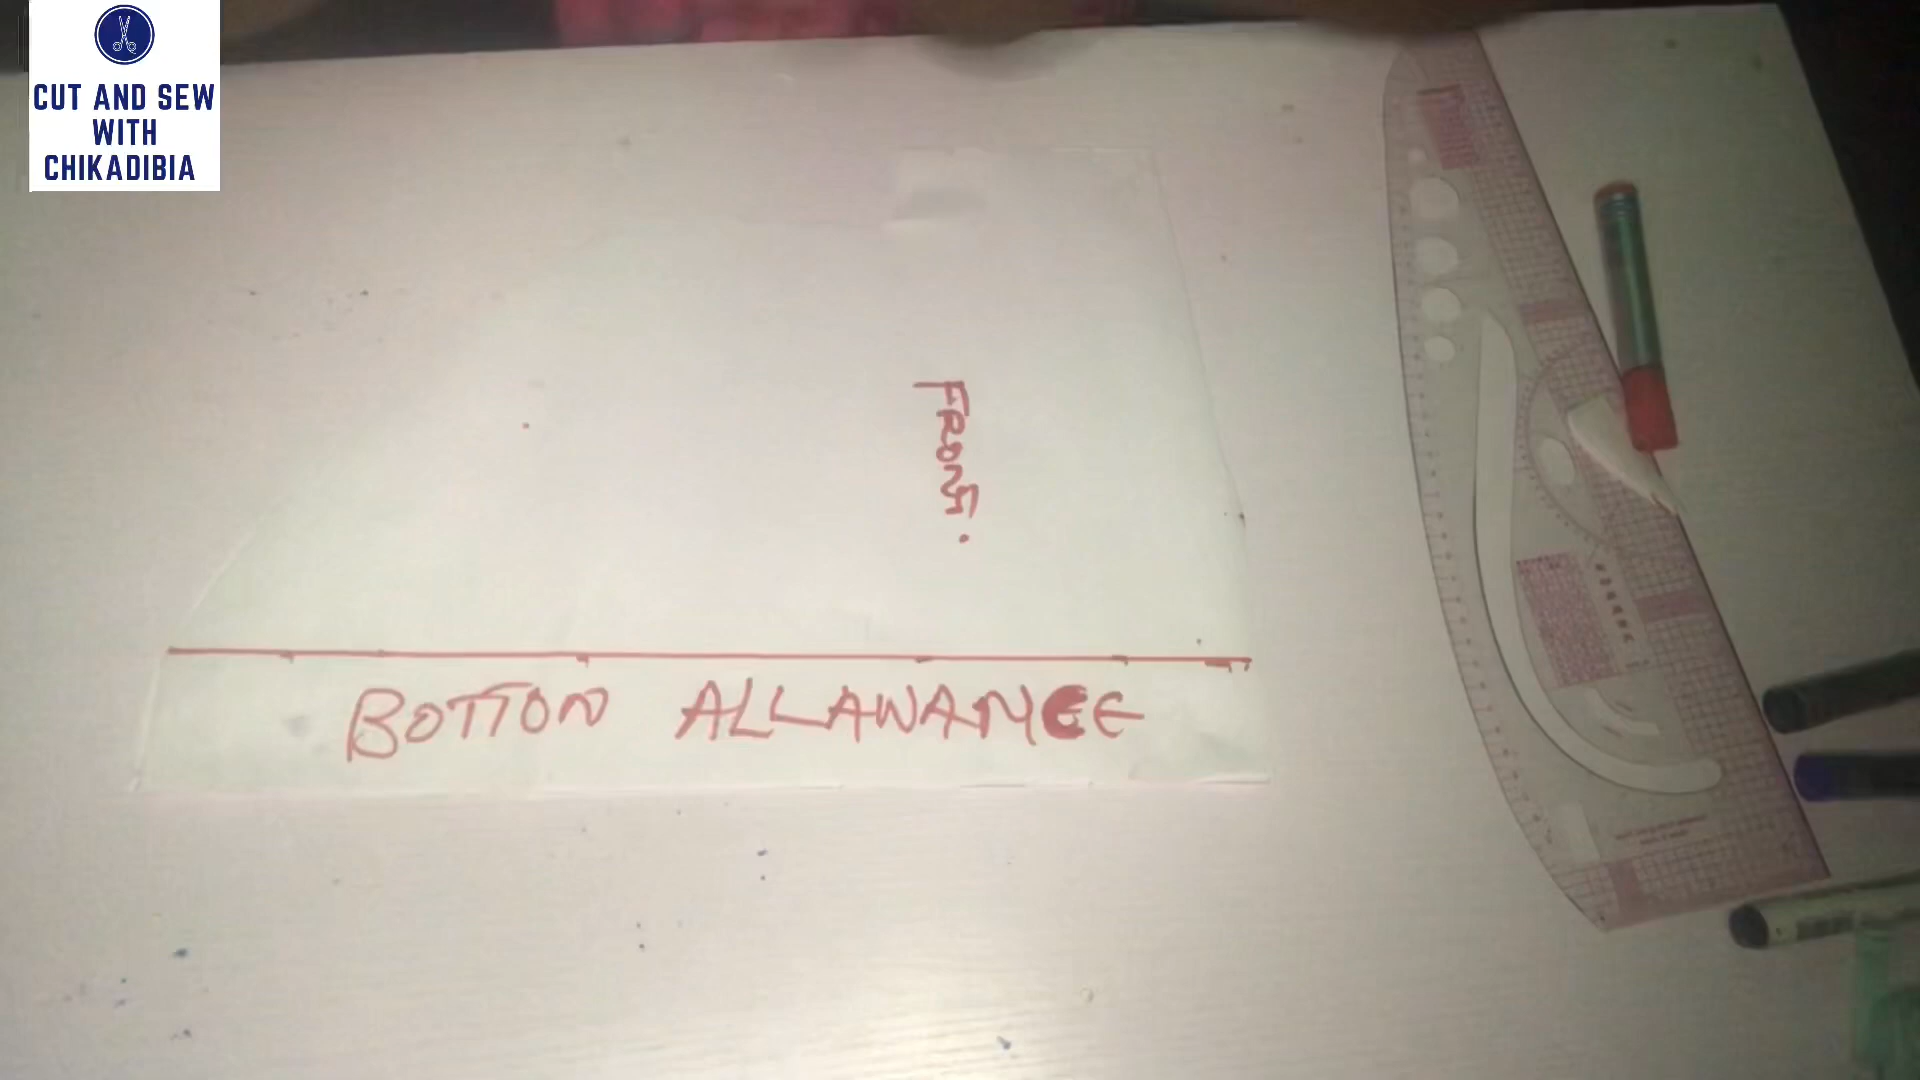 CUT AND SEW
WITH
CHIKADIBIA
FRONT.
BOTTON ALLAWANCE